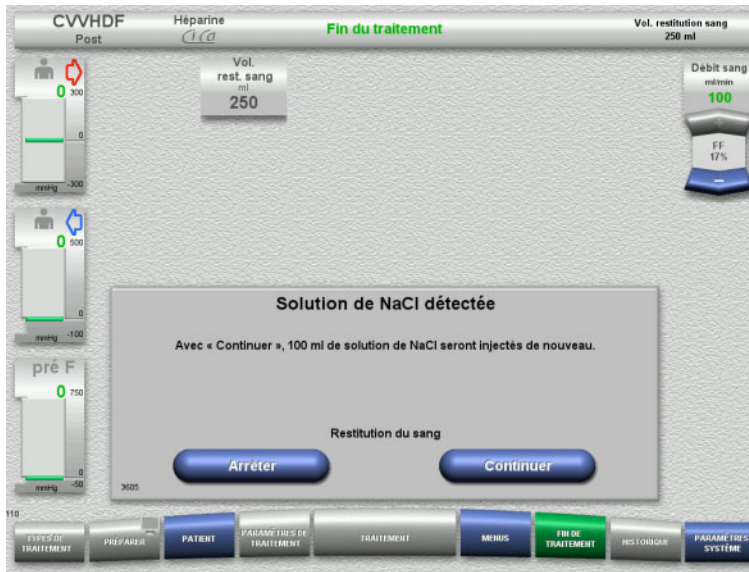 CVVHDF
Post
Héparine
Ci Ca
Fin du traitement
Vol. restitution sang
250 ml
0 300
0
mmHg -300
Vol.
rest. sang
ml
250
Débit sang
ml/min
100
+
FF
17%
−
0 500
0
mmHg -100
pré F
0 750
0
mmHg -50
Solution de NaCl détectée
Avec « Continuer », 100 ml de solution de NaCl seront injectés de nouveau.
Restitution du sang
Arrêter
Continuer
3605
110
TYPES DE
TRAITEMENT
PRÉPARER
PATIENT
PARAMÈTRES DE
TRAITEMENT
TRAITEMENT
MENUS
FIN DE
TRAITEMENT
HISTORIQUE
PARAMÈTRES
SYSTÈME